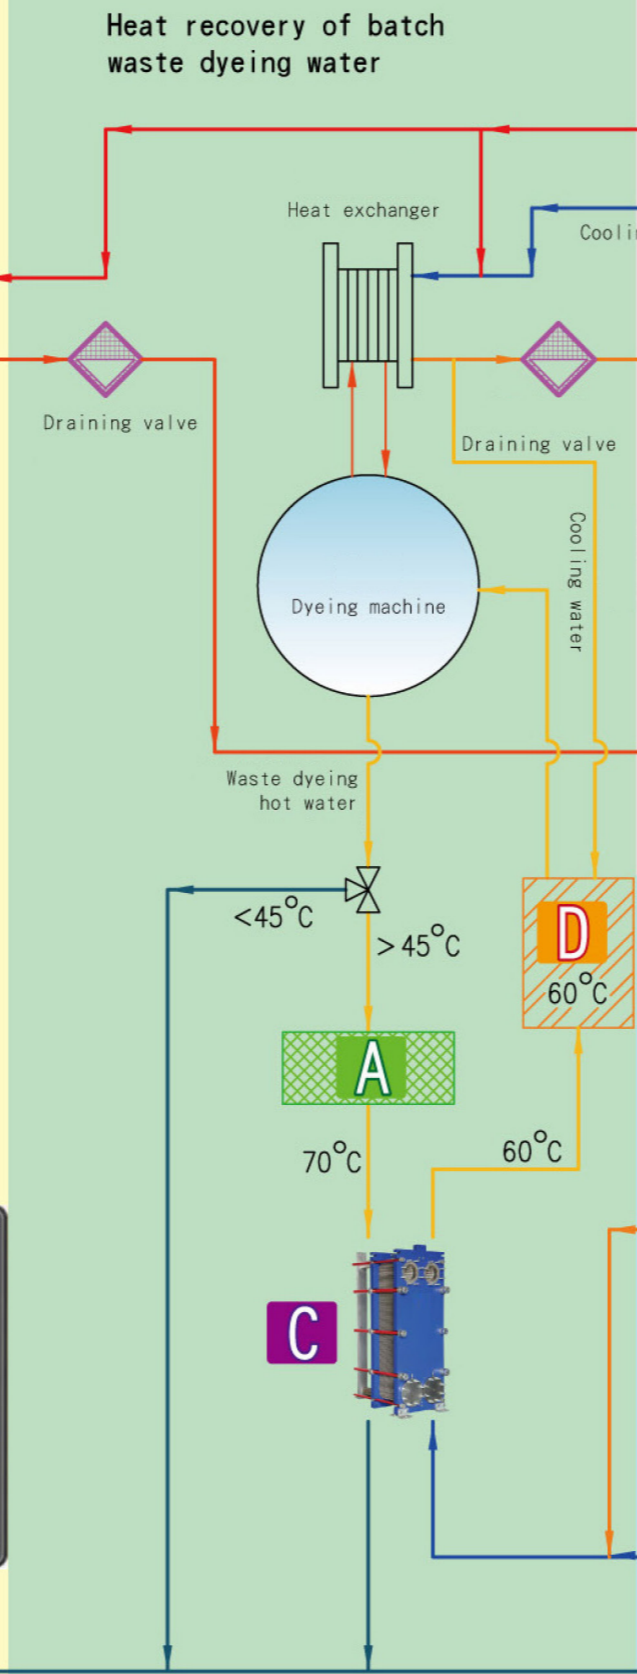 Heat recovery of batch
waste dyeing water
Heat exchanger
Draining valve
Draining valve
Cooling water
Dyeing machine
Waste dyeing
hot water
<45°C
>45°C
D
60°C
A
70°C
60°C
C